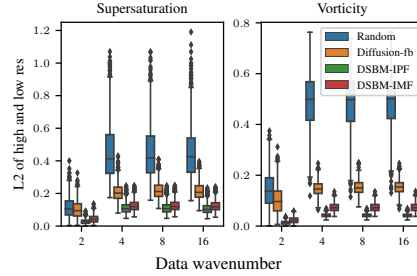 Supersaturation
Vorticity
L2 of high and low res
1.2
1.0
0.8
0.6
0.4
0.2
0.0
2 4 8 16
0.8
0.6
0.4
0.2
0.0
2 4 8 16
Random
Diffusion-fb
DSBM-IPF
DSBM-IMF
Data wavenumber